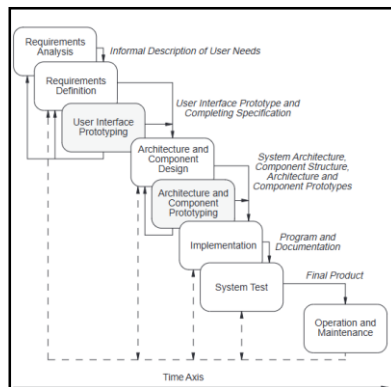 Requirements
Analysis
Informal Description of User Needs
Requirements
Definition
User Interface Prototype and
Completing Specification
User Interface
Prototyping
Architecture and
Component
Design
System Architecture,
Component Structure,
Architecture and
Component Prototypes
Architecture and
Component
Prototyping
Implementation
Program and
Documentation
System Test
Final Product
Operation and
Maintenance
Time Axis